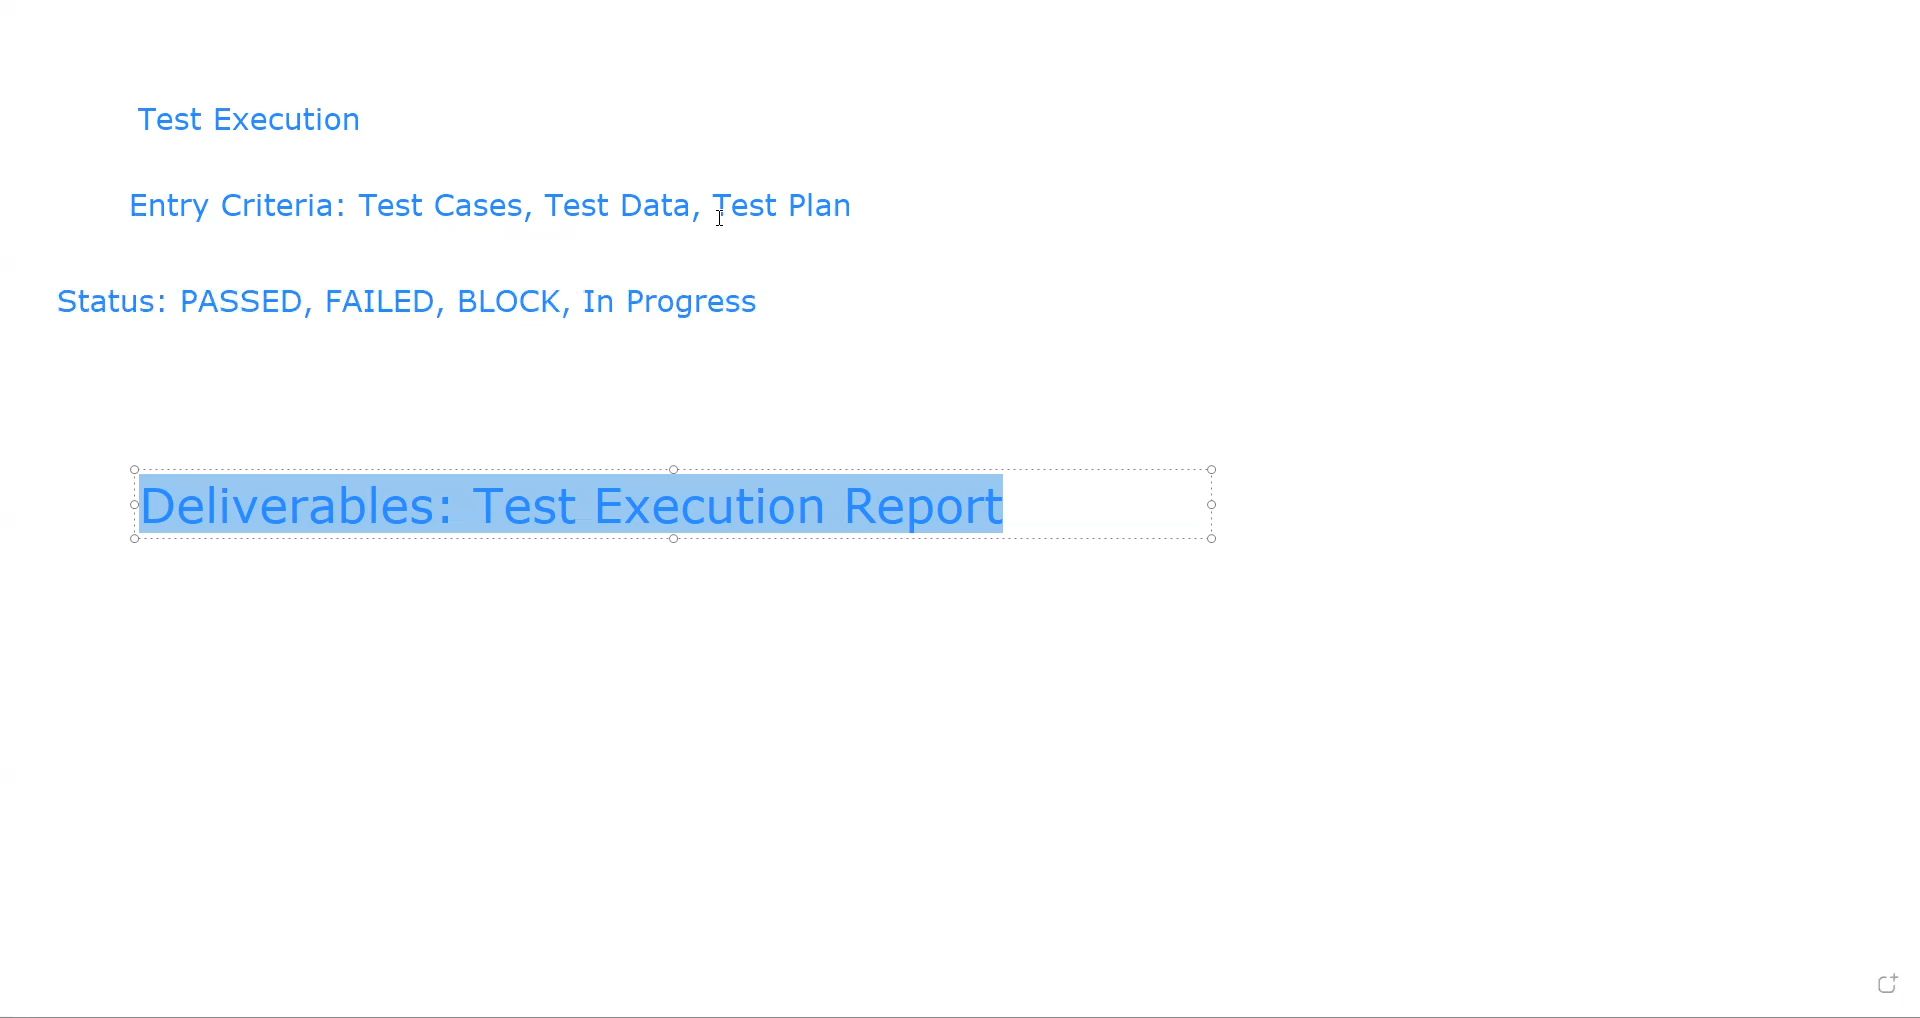 Test Execution
Entry Criteria: Test Cases, Test Data, Test Plan
Status: PASSED, FAILED, BLOCK, In Progress
Deliverables: Test Execution Report